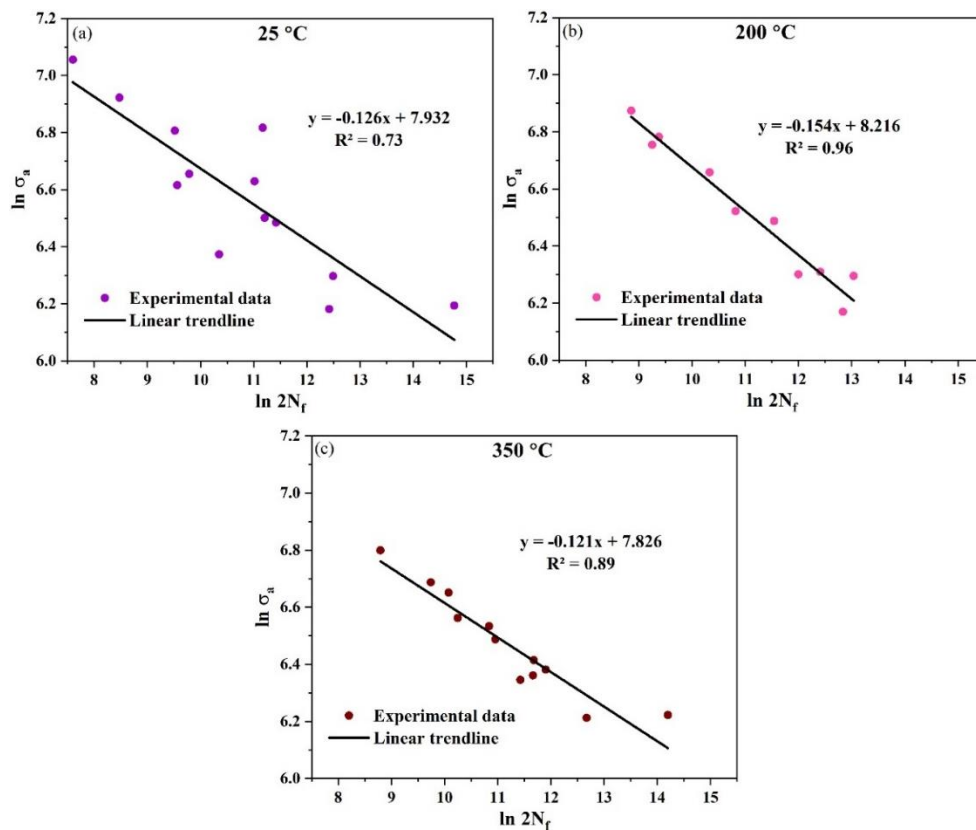 (a)
25 °C
7.2
7.0
6.8
6.6
6.4
6.2
6.0
ln σₐ
y = -0.126x + 7.932
R² = 0.73
Experimental data
Linear trendline
8 9 10 11 12 13 14 15
ln 2N_f
(b)
200 °C
7.2
7.0
6.8
6.6
6.4
6.2
6.0
ln σₐ
y = -0.154x + 8.216
R² = 0.96
Experimental data
Linear trendline
8 9 10 11 12 13 14 15
ln 2N_f
(c)
350 °C
7.2
7.0
6.8
6.6
6.4
6.2
6.0
ln σₐ
y = -0.121x + 7.826
R² = 0.89
Experimental data
Linear trendline
8 9 10 11 12 13 14 15
ln 2N_f